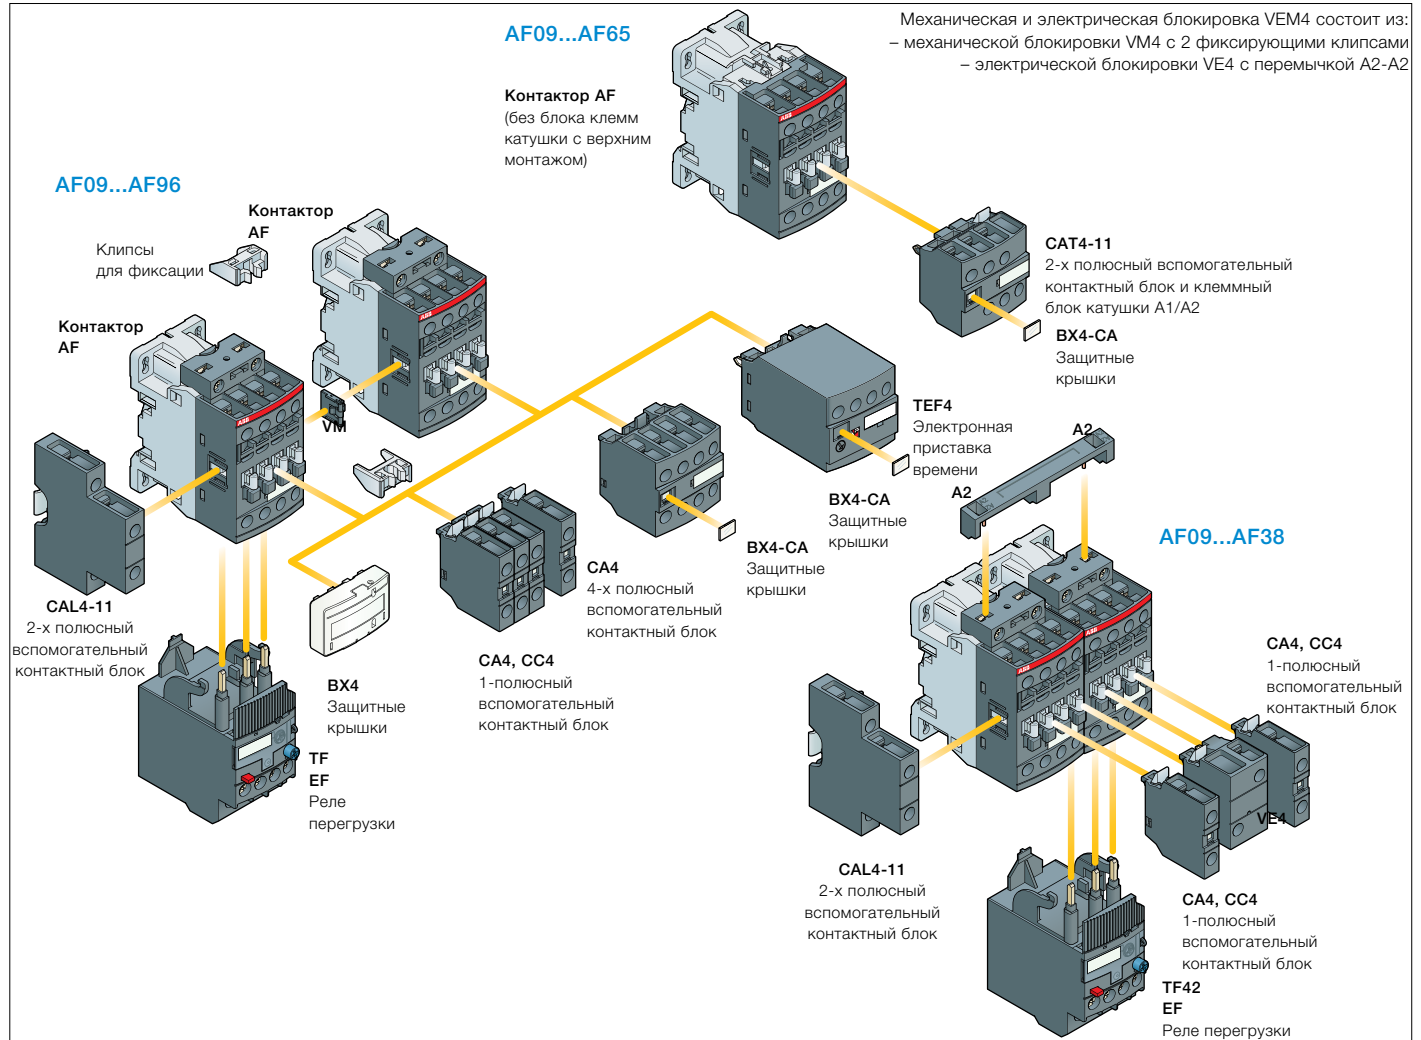 Механическая и электрическая блокировка VEM4 состоит из:
– механической блокировки VM4 с 2 фиксирующими клипсами
– электрической блокировки VE4 с перемычкой A2-A2
AF09...AF65
Контактор AF
(без блока клемм
катушки с верхним
монтажом)
ABB
CAT4-11
2-х полюсный вспомогательный
контактный блок и клеммный
блок катушки A1/A2
BX4-CA
Защитные
крышки
AF09...AF96
Контактор
AF
Клипсы
для фиксации
Контактор
AF
ABB
ABB
VM
CAL4-11
2-х полюсный
вспомогательный
контактный блок
TF
EF
Реле
перегрузки
BX4
Защитные
крышки
CA4, CC4
1-полюсный
вспомогательный
контактный блок
CA4
4-х полюсный
вспомогательный
контактный блок
BX4-CA
Защитные
крышки
TEF4
Электронная
приставка
времени
BX4-CA
Защитные
крышки
A2
A2
AF09...AF38
ABB
ABB
CA4, CC4
1-полюсный
вспомогательный
контактный блок
VE4
CAL4-11
2-х полюсный
вспомогательный
контактный блок
CA4, CC4
1-полюсный
вспомогательный
контактный блок
TF42
EF
Реле перегрузки